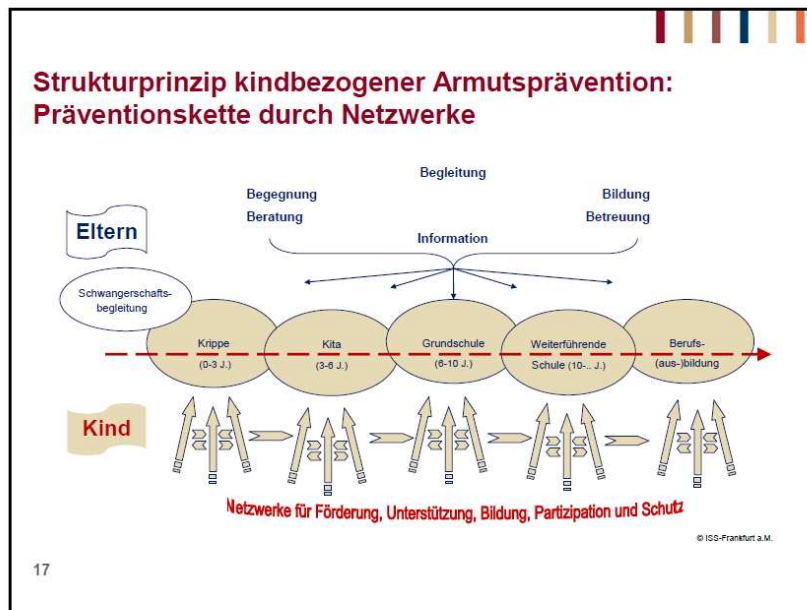 Strukturprinzip kindbezogener Armutsprävention:
Präventionskette durch Netzwerke
Begleitung
Begegnung
Bildung
Beratung
Betreuung
Eltern
Information
Schwangerschafts-
begleitung
Krippe
(0-3 J.)
Kita
(3-6 J.)
Grundschule
(6-10 J.)
Weiterführende
Schule (10-.. J.)
Berufs-
(aus-)bildung
Kind
Netzwerke für Förderung, Unterstützung, Bildung, Partizipation und Schutz
© ISS-Frankfurt a.M.
17